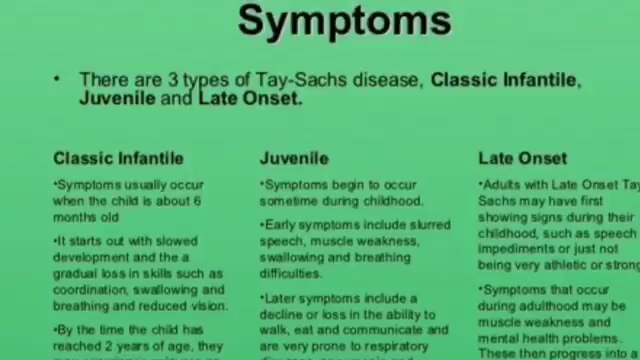 Symptoms
• There are 3 types of Tay-Sachs disease, Classic Infantile,
Juvenile and Late Onset.
Classic Infantile
•Symptoms usually occur
when the child is about 6
months old
•It starts out with slowed
development and the a
gradual loss in skills such as
coordination, swallowing and
breathing and reduced vision.
•By the time the child has
reached 2 years of age, they
Juvenile
•Symptoms begin to occur
sometime during childhood.
•Early symptoms include slurred
speech, muscle weakness,
swallowing and breathing
difficulties.
•Later symptoms include a
decline or loss in the ability to
walk, eat and communicate and
are very prone to respiratory
Late Onset
•Adults with Late Onset Tay
Sachs may have first
showing signs during their
childhood, such as speech
impediments or just not
being very athletic or strong
•Symptoms that occur
during adulthood may be
muscle weakness and
mental health problems.
These then progress into a